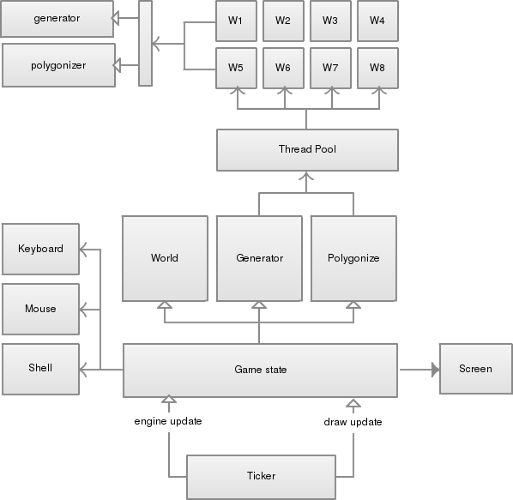 generator
W1 W2 W3 W4
polygonizer
W5 W6 W7 W8
Thread Pool
Keyboard
World Generator Polygonize
Mouse
Shell
Game state
Screen
engine update draw update
Ticker